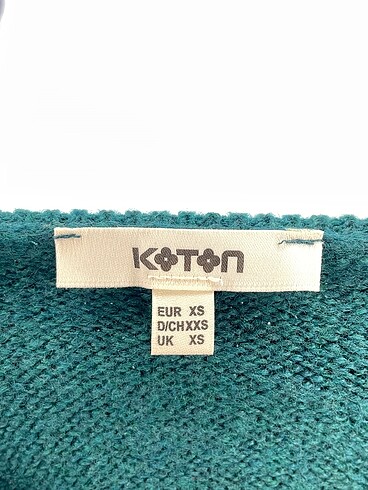 KOTON
EUR XS
D/CH XXS
UK XS